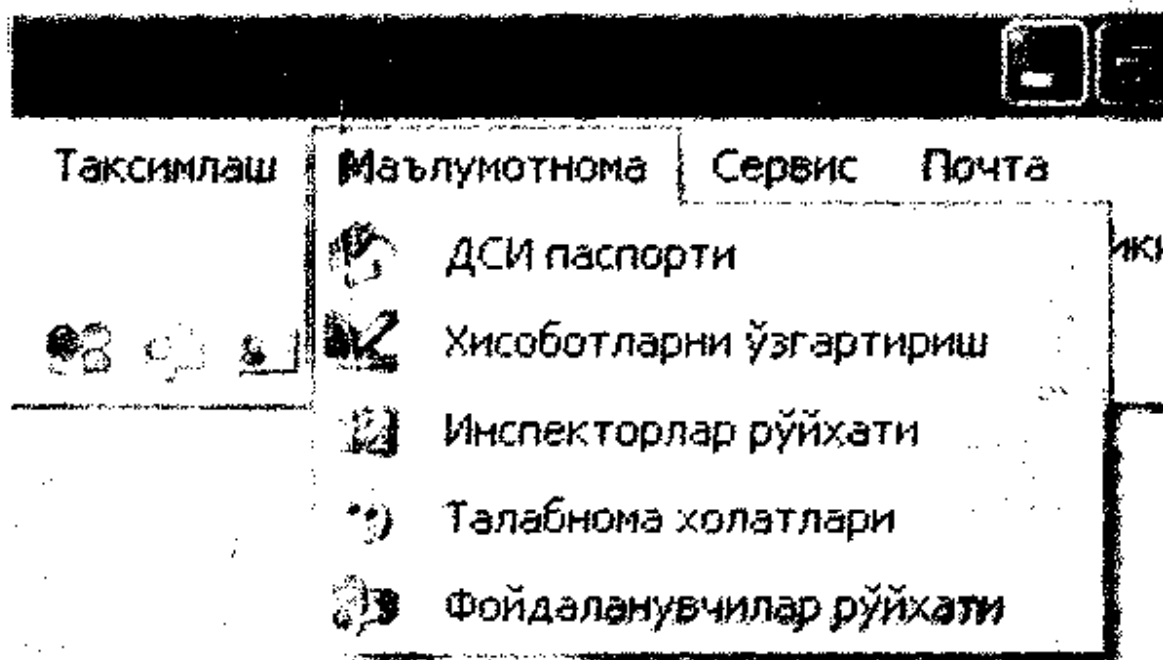 Таксимлаш Маълумотнома Сервис Почта
ДСИ паспорти
Хисоботларни ўзгартириш
Инспекторлар рўйхати
Талабнома холатлари
Фойдаланувчилар рўйхати